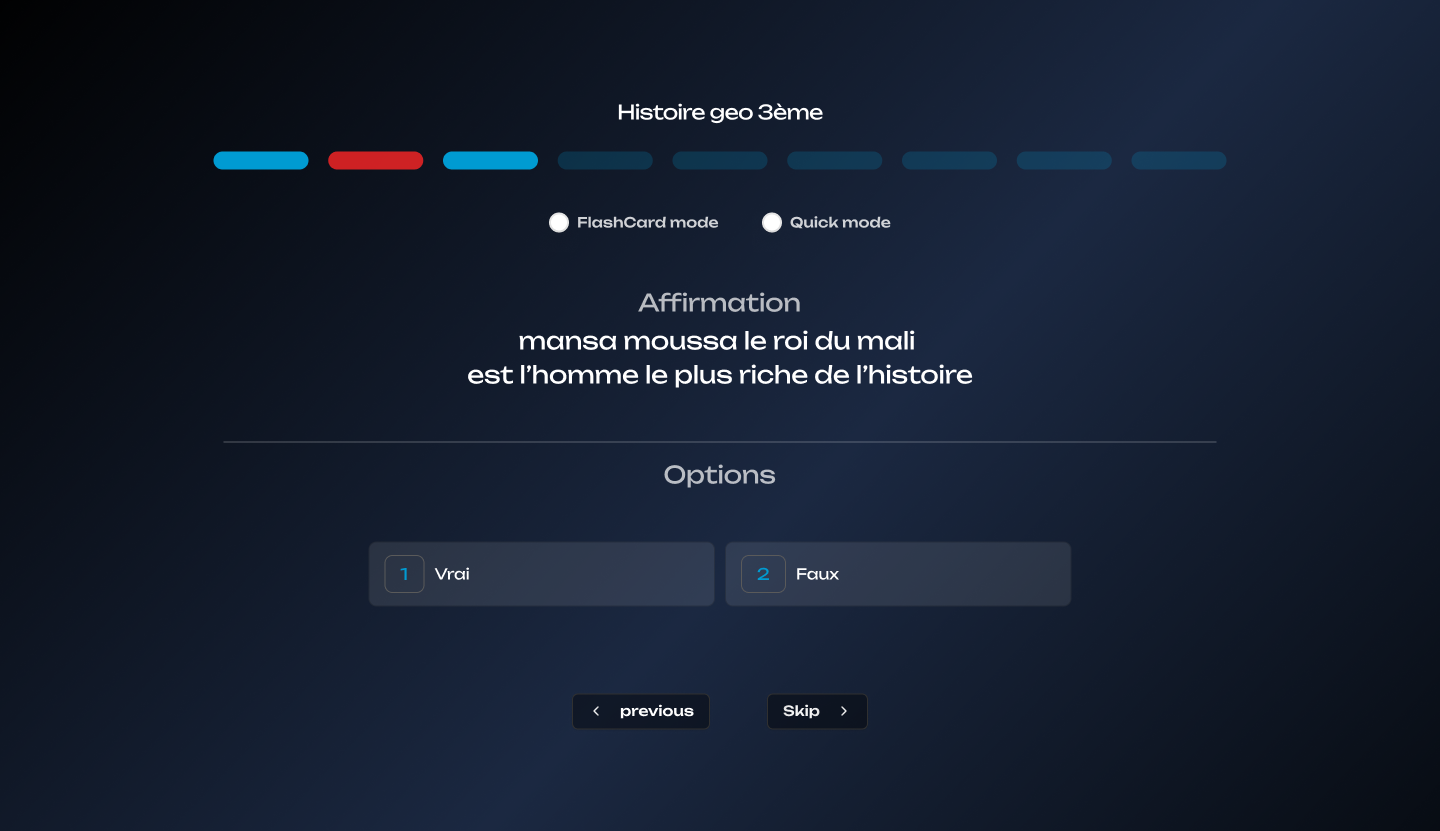 Histoire geo 3ème
FlashCard mode
Quick mode
Affirmation
mansa moussa le roi du mali
est l’homme le plus riche de l’histoire
Options
1 Vrai
2 Faux
previous
Skip